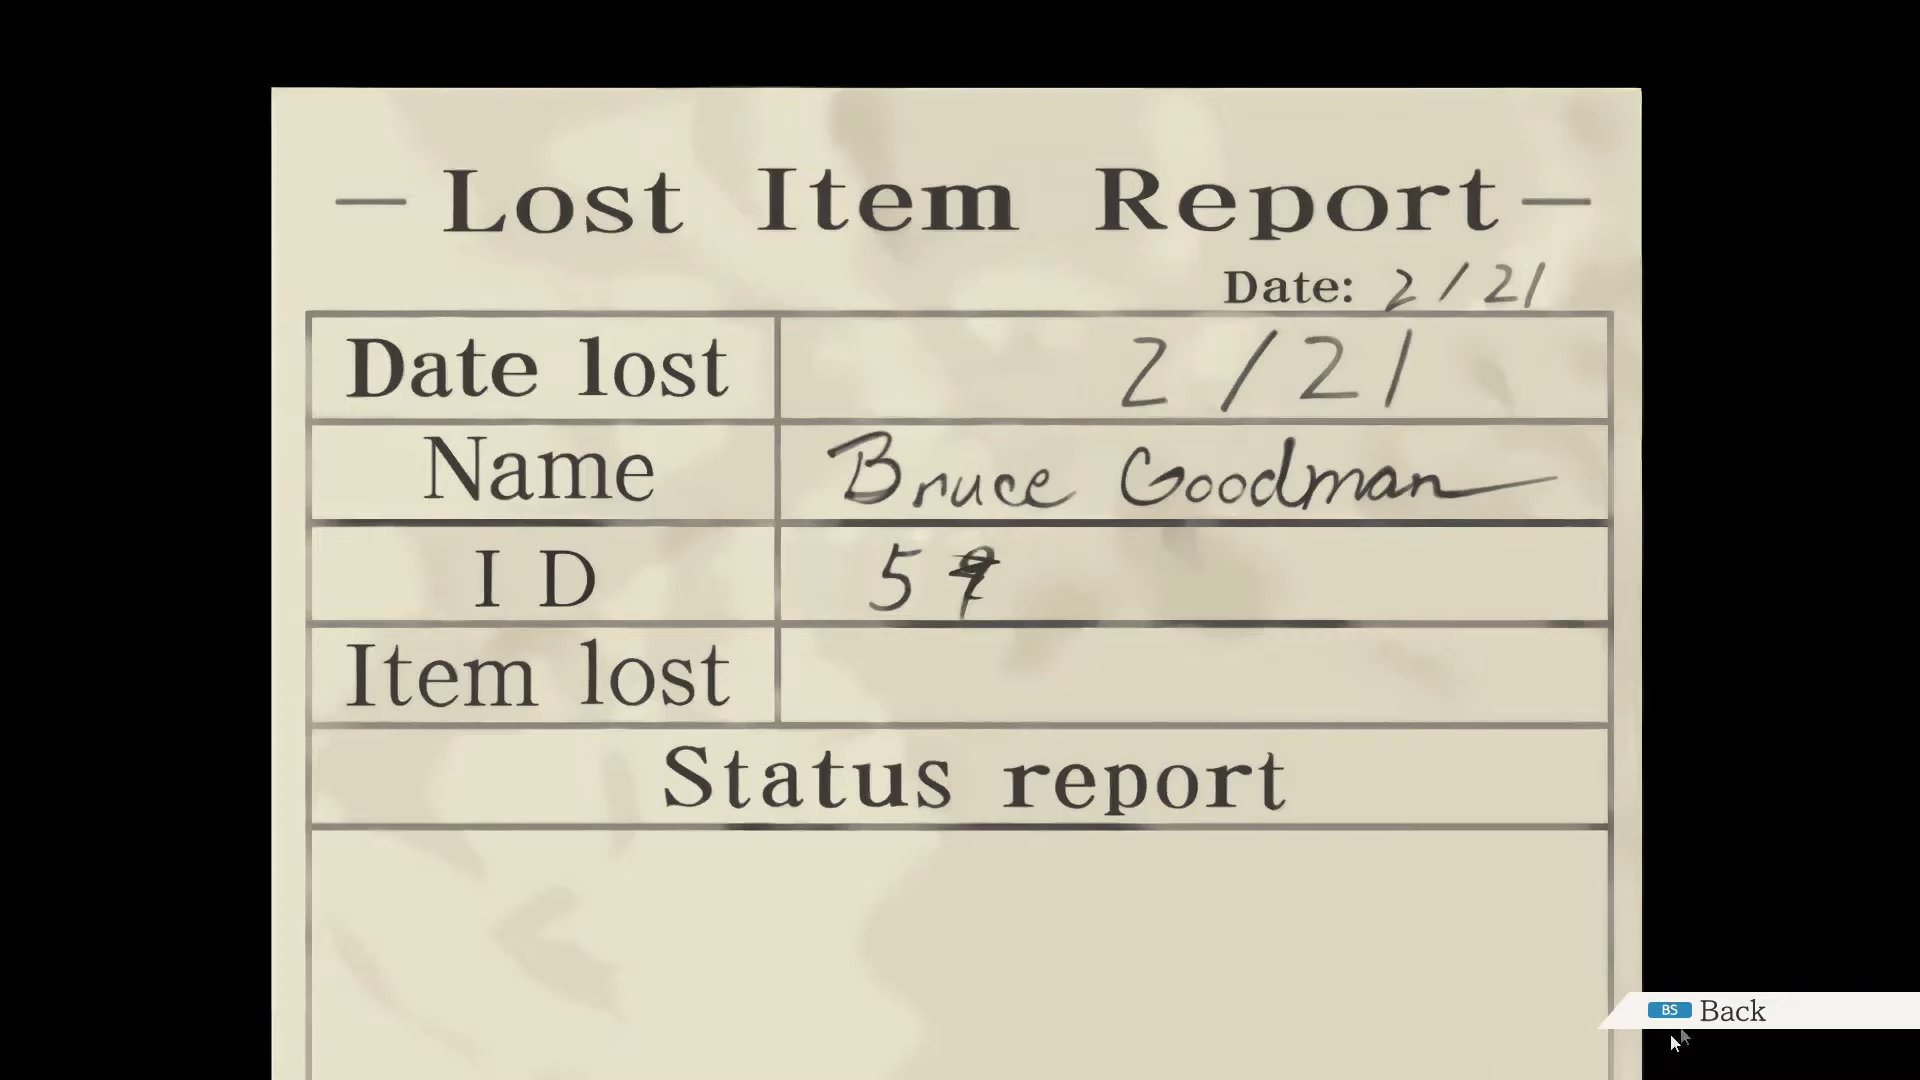 — Lost Item Report —
Date: 2/21
Date lost 2/21
Name Bruce Goodman
ID 5
Item lost
Status report
BS Back